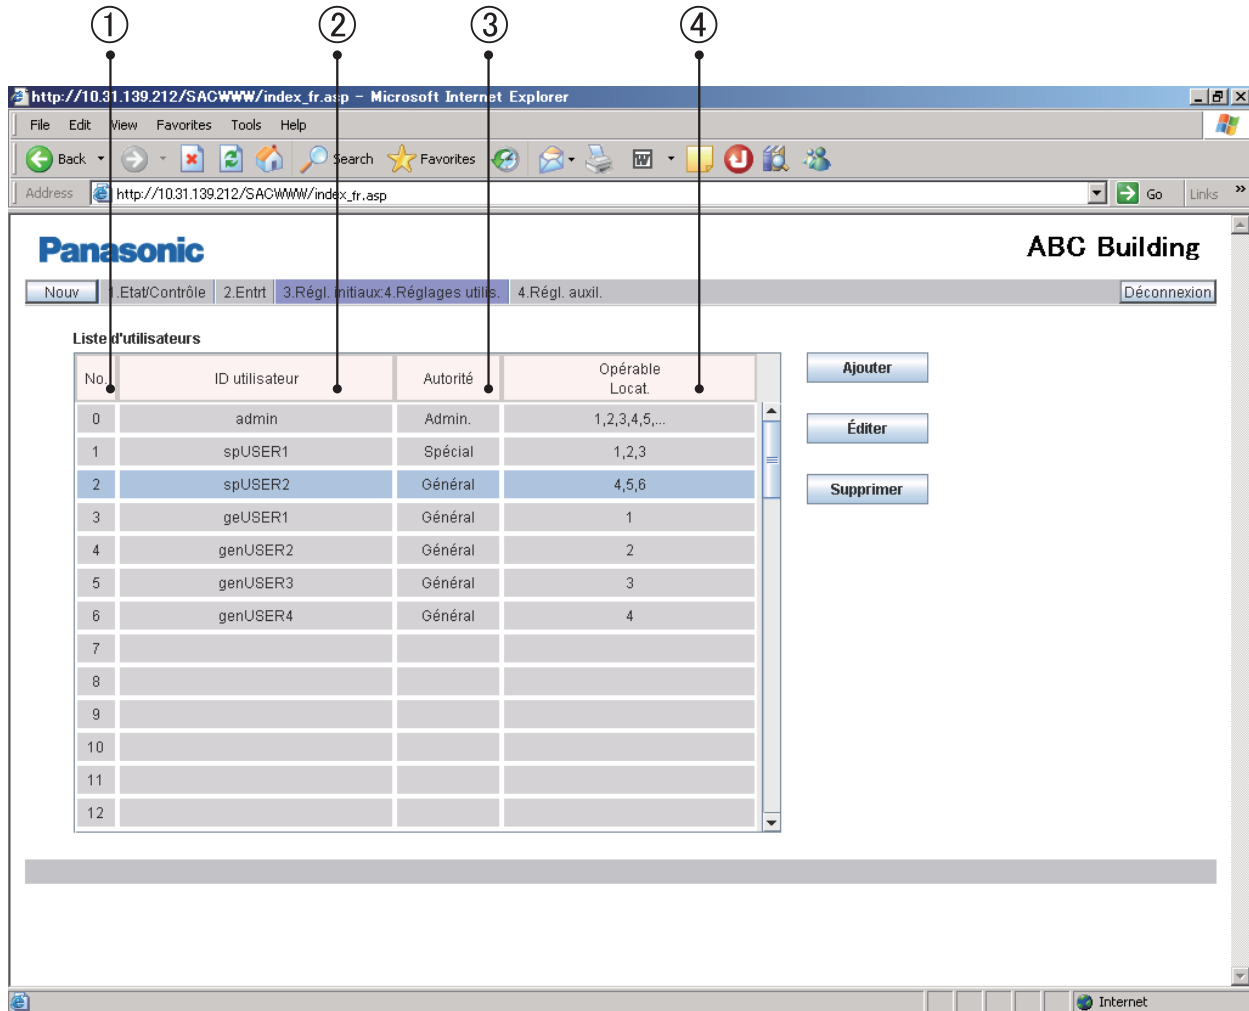 ① ② ③ ④
http://10.31.139.212/SACWWW/index_fr.asp - Microsoft Internet Explorer
File Edit View Favorites Tools Help
Back Search Favorites
Address http://10.31.139.212/SACWWW/index_fr.asp Go Links »
Panasonic ABC Building
Nouv 1.Etat/Contrôle 2.Entrt 3.Régl. initiaux:4.Réglages utilis. 4.Régl. auxil. Déconnexion
Liste d'utilisateurs
No. ID utilisateur Autorité Opérable Locat.
0 admin Admin. 1,2,3,4,5,...
1 spUSER1 Spécial 1,2,3
2 spUSER2 Général 4,5,6
3 geUSER1 Général 1
4 genUSER2 Général 2
5 genUSER3 Général 3
6 genUSER4 Général 4
7
8
9
10
11
12
Ajouter
Éditer
Supprimer
Internet